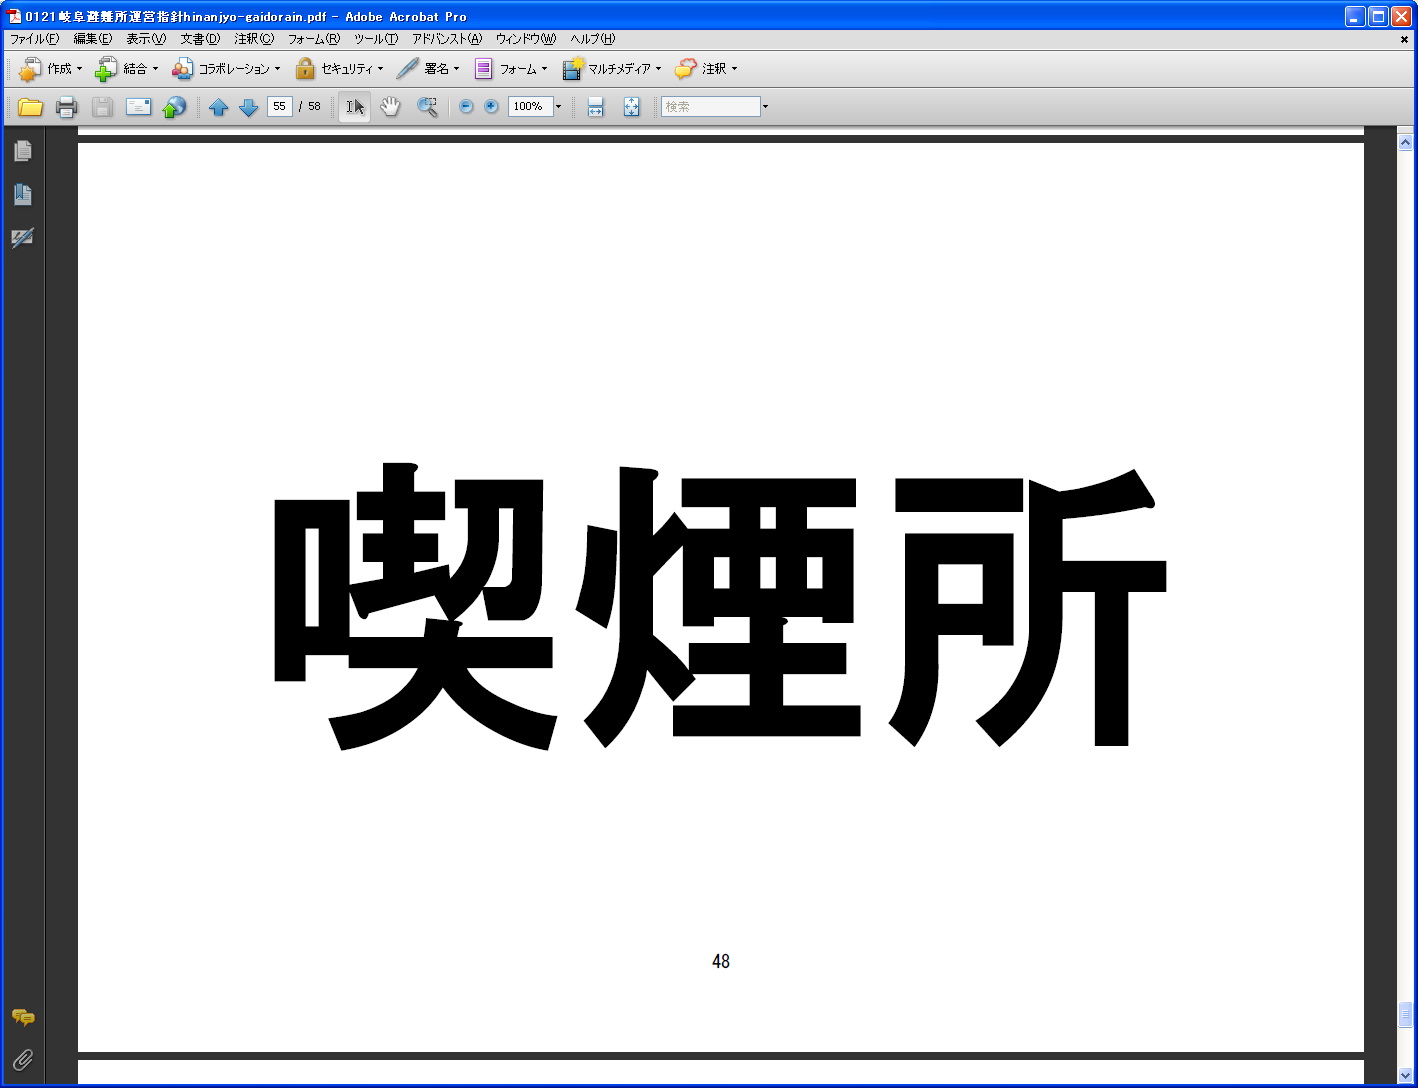 0121岐阜避難所運営指針hinanjyo-gaidorain.pdf - Adobe Acrobat Pro
ファイル(F) 編集(E) 表示(V) 文書(D) 注釈(C) フォーム(R) ツール(T) アドバンスト(A) ウィンドウ(W) ヘルプ(H)
作成 結合 コラボレーション セキュリティ 署名 フォーム マルチメディア 注釈
55 / 58 100% 検索
喫煙所
48